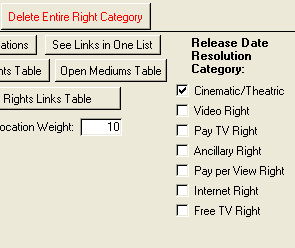 Delete Entire Right Category
ations
See Links in One List
nts Table
Open Mediums Table
Rights Links Table
ocation Weight: 10
Release Date
Resolution
Category:
Cinematic/Theatric
Video Right
Pay TV Right
Ancillary Right
Pay per View Right
Internet Right
Free TV Right